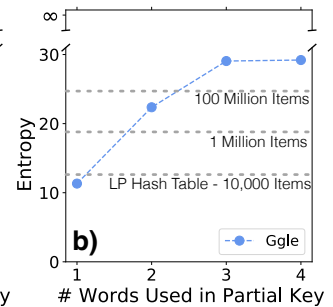 ∞
30
100 Million Items
20
1 Million Items
LP Hash Table - 10,000 Items
10
Entropy
b)
Ggle
0
1 2 3 4
y # Words Used in Partial Key